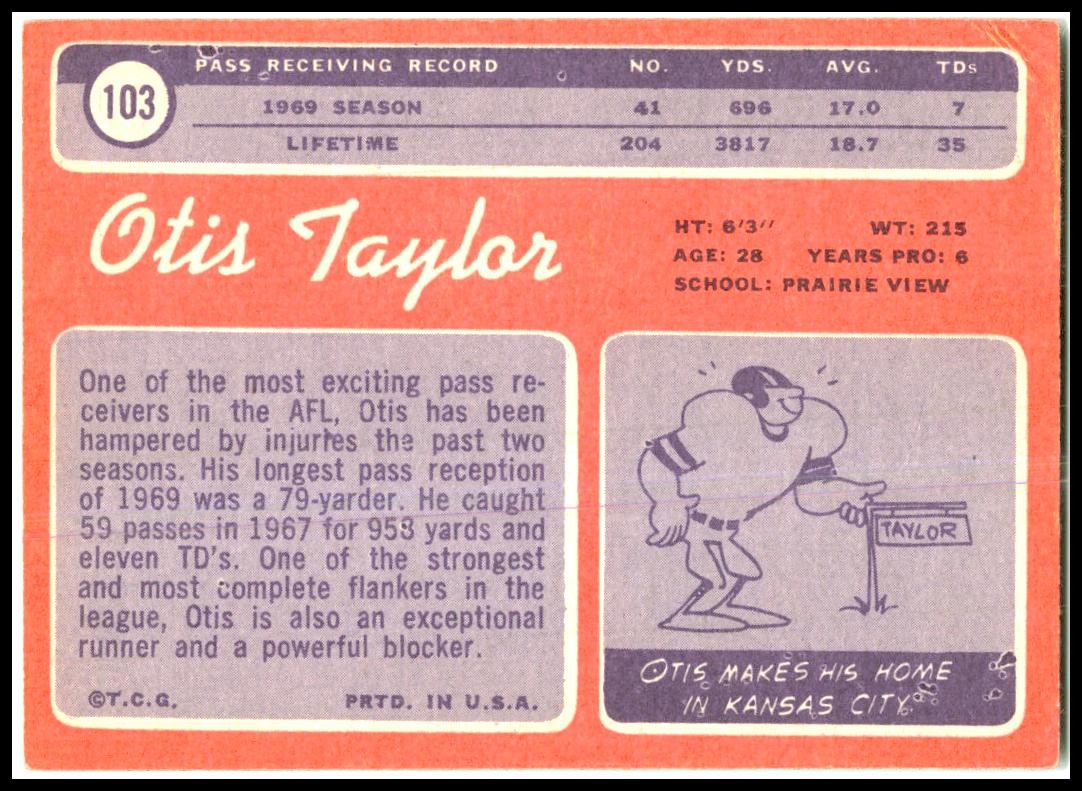 103
PASS RECEIVING RECORD NO. YDS. AVG. TDs
1969 SEASON 41 696 17.0 7
LIFETIME 204 3817 18.7 35
Otis Taylor
HT: 6'3" WT: 215
AGE: 28 YEARS PRO: 6
SCHOOL: PRAIRIE VIEW
One of the most exciting pass re-
ceivers in the AFL, Otis has been
hampered by injuries the past two
seasons. His longest pass reception
of 1969 was a 79-yarder. He caught
59 passes in 1967 for 958 yards and
eleven TD's. One of the strongest
and most complete flankers in the
league, Otis is also an exceptional
runner and a powerful blocker.
©T.C.G. PRTD. IN U.S.A.
TAYLOR
OTIS MAKES HIS HOME
IN KANSAS CITY.